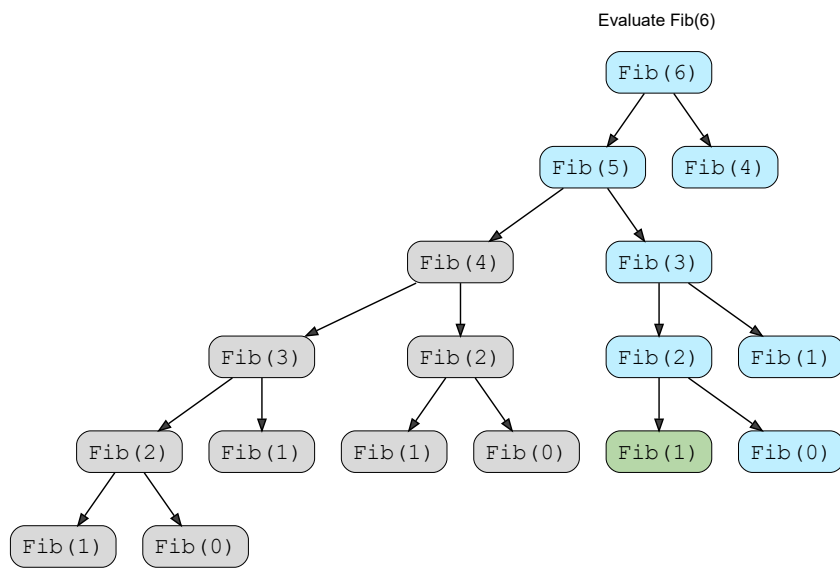 Evaluate Fib(6)
Fib(6)
Fib(5)
Fib(4)
Fib(4)
Fib(3)
Fib(3)
Fib(2)
Fib(2)
Fib(1)
Fib(2)
Fib(1)
Fib(1)
Fib(0)
Fib(1)
Fib(0)
Fib(1)
Fib(0)